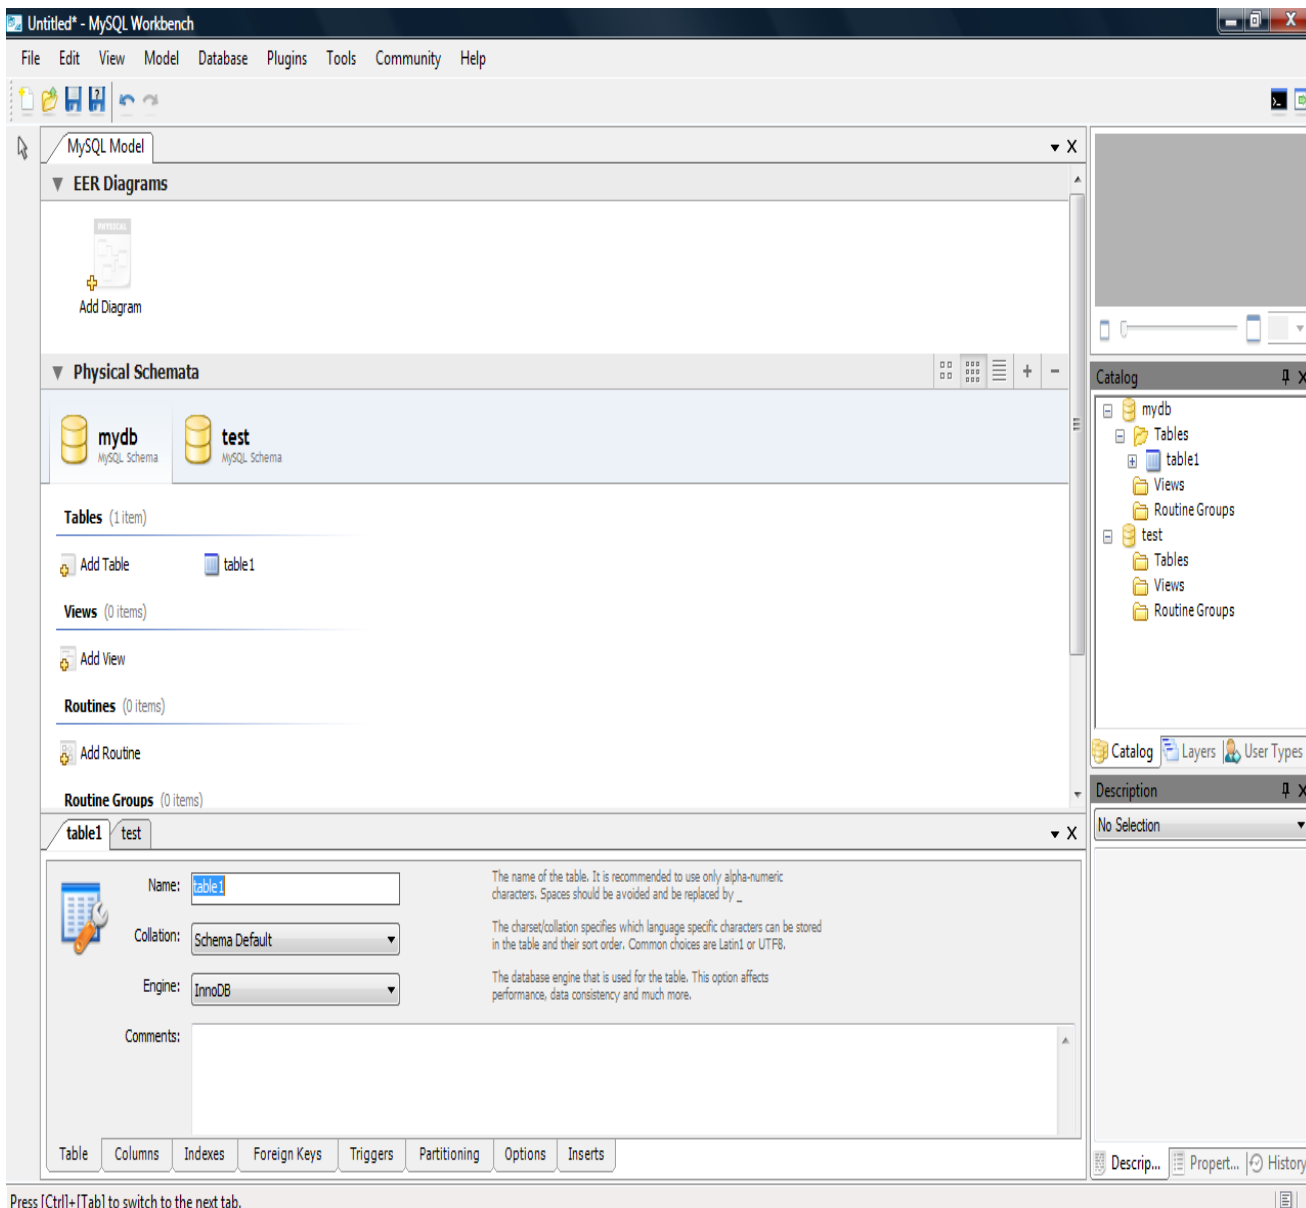 Untitled* - MySQL Workbench
File Edit View Model Database Plugins Tools Community Help
MySQL Model
EER Diagrams
PHYSICAL
Add Diagram
Physical Schemata
mydb
MySQL Schema
test
MySQL Schema
Tables (1 item)
Add Table
table1
Views (0 items)
Add View
Routines (0 items)
Add Routine
Routine Groups (0 items)
table1 test
Name: table1
The name of the table. It is recommended to use only alpha-numeric
characters. Spaces should be avoided and be replaced by _
Collation: Schema Default
The charset/collation specifies which language specific characters can be stored
in the table and their sort order. Common choices are Latin1 or UTF8.
Engine: InnoDB
The database engine that is used for the table. This option affects
performance, data consistency and much more.
Comments:
Table Columns Indexes Foreign Keys Triggers Partitioning Options Inserts
Catalog
mydb
Tables
table1
Views
Routine Groups
test
Tables
Views
Routine Groups
Catalog Layers User Types
Description
No Selection
Descrip... Propert... History
Press [Ctrl]+[Tab] to switch to the next tab.